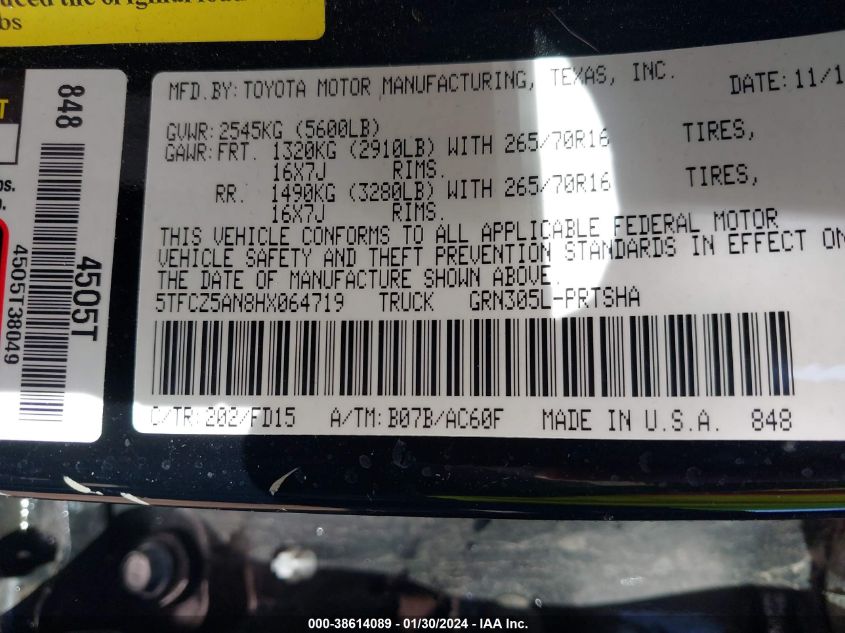 bs
848
4505T
4505T38049
MFD.BY: TOYOTA MOTOR MANUFACTURING, TEXAS, INC. DATE: 11/1
GVWR: 2545KG (5600LB)
GAWR: FRT. 1320KG (2910LB) WITH 265/70R16 TIRES,
16X7J RIMS.
RR. 1490KG (3280LB) WITH 265/70R16 TIRES,
16X7J RIMS.
THIS VEHICLE CONFORMS TO ALL APPLICABLE FEDERAL MOTOR
VEHICLE SAFETY AND THEFT PREVENTION STANDARDS IN EFFECT ON
THE DATE OF MANUFACTURE SHOWN ABOVE.
5TFCZ5AN8HX064719 TRUCK GRN305L-PRTSHA
C/TR: 202/FD15 A/TM: B07B/AC60F MADE IN U.S.A. 848
000-38614089 - 01/30/2024 - IAA Inc.